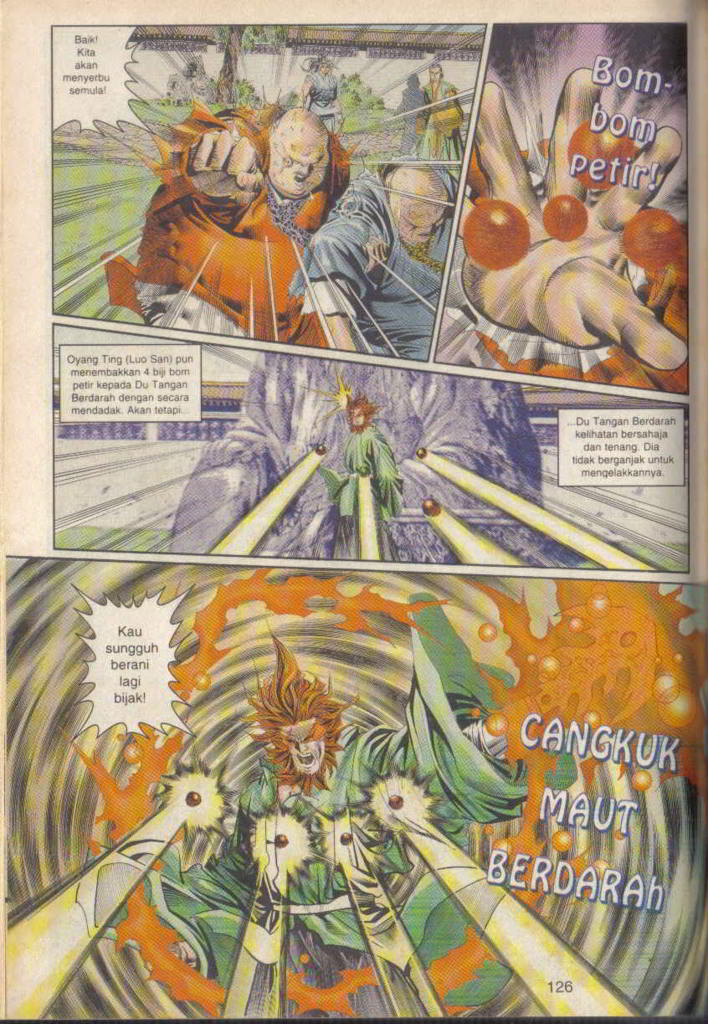 Baik!
Kita
akan
menyerbu
semula!
Bom-
bom
petir!
Oyang Ting (Luo San) pun
menembakkan 4 biji bom
petir kepada Du Tangan
Berdarah dengan secara
mendadak. Akan tetapi...
...Du Tangan Berdarah
kelihatan bersahaja
dan tenang. Dia
tidak berganjak untuk
mengelakkannya.
Kau
sungguh
berani
lagi
bijak!
CANGKUK
MAUT
BERDARAh
126